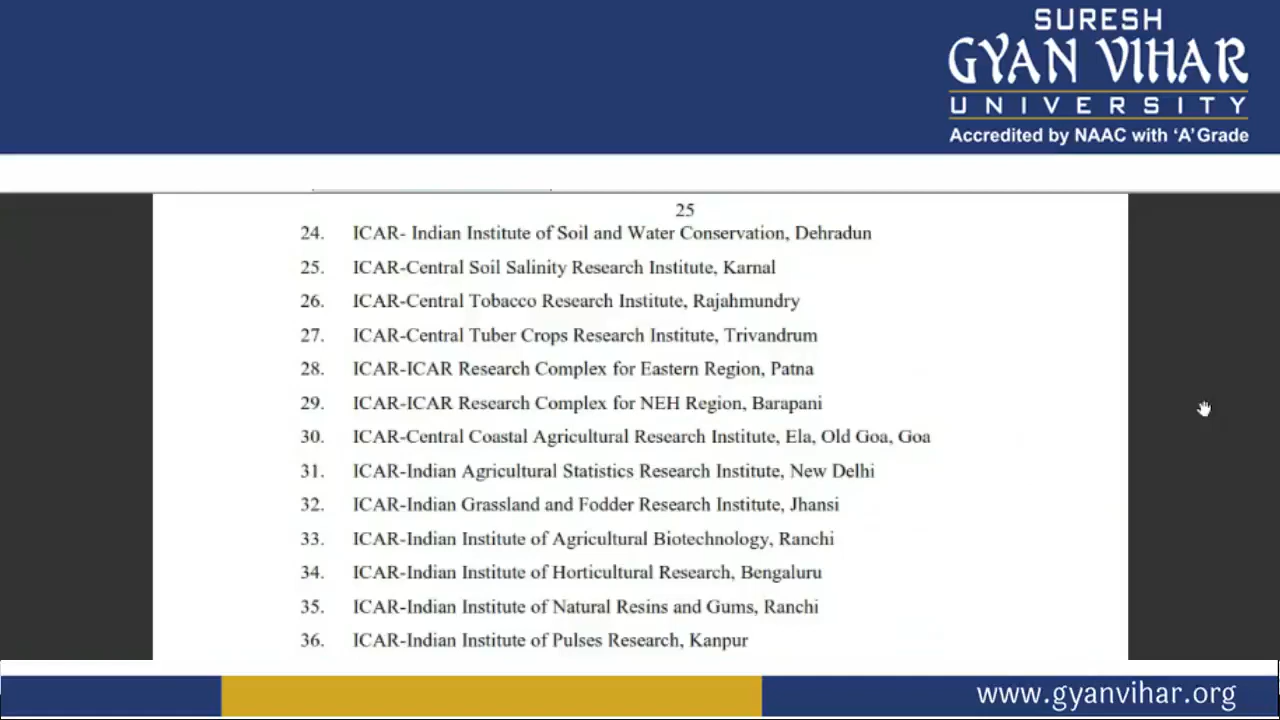 SURESH
GYAN VIHAR
UNIVERSITY
Accredited by NAAC with ‘A’ Grade
25
24. ICAR- Indian Institute of Soil and Water Conservation, Dehradun
25. ICAR-Central Soil Salinity Research Institute, Karnal
26. ICAR-Central Tobacco Research Institute, Rajahmundry
27. ICAR-Central Tuber Crops Research Institute, Trivandrum
28. ICAR-ICAR Research Complex for Eastern Region, Patna
29. ICAR-ICAR Research Complex for NEH Region, Barapani
30. ICAR-Central Coastal Agricultural Research Institute, Ela, Old Goa, Goa
31. ICAR-Indian Agricultural Statistics Research Institute, New Delhi
32. ICAR-Indian Grassland and Fodder Research Institute, Jhansi
33. ICAR-Indian Institute of Agricultural Biotechnology, Ranchi
34. ICAR-Indian Institute of Horticultural Research, Bengaluru
35. ICAR-Indian Institute of Natural Resins and Gums, Ranchi
36. ICAR-Indian Institute of Pulses Research, Kanpur
www.gyanvihar.org